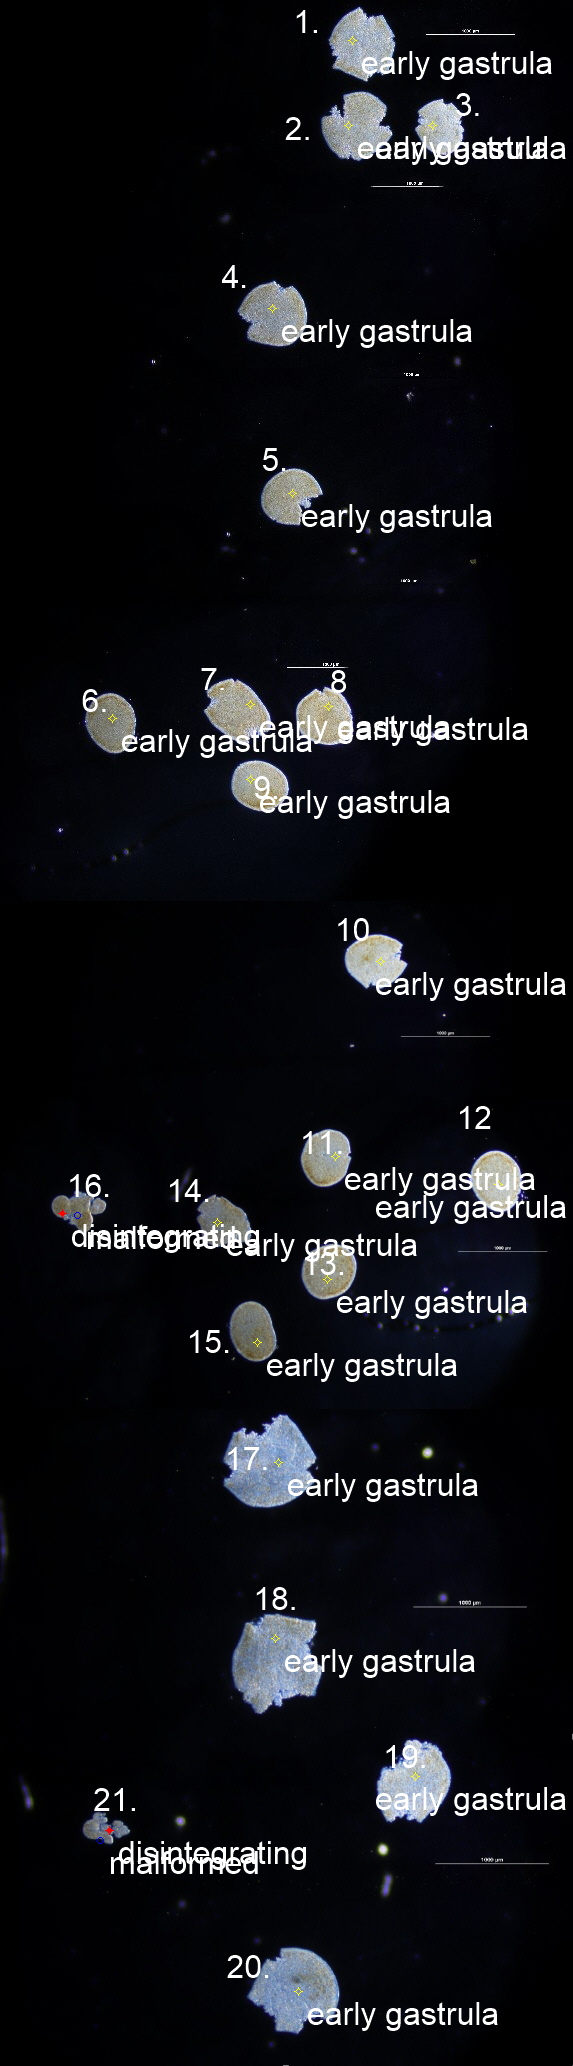 1.
1000 µm
early gastrula
3.
2.
early gastrula
early gastrula
4.
early gastrula
5.
early gastrula
1000 µm
7.
8
6.
early gastrula
early gastrula
early gastrula
9.
early gastrula
10
early gastrula
1000 µm
12
11.
early gastrula
16.
14.
early gastrula
disintegrating
malformed
early gastrula
1000 µm
13.
early gastrula
15.
early gastrula
17.
early gastrula
18.
1000 µm
early gastrula
19.
early gastrula
21.
disintegrating
malformed
1000 µm
20.
early gastrula